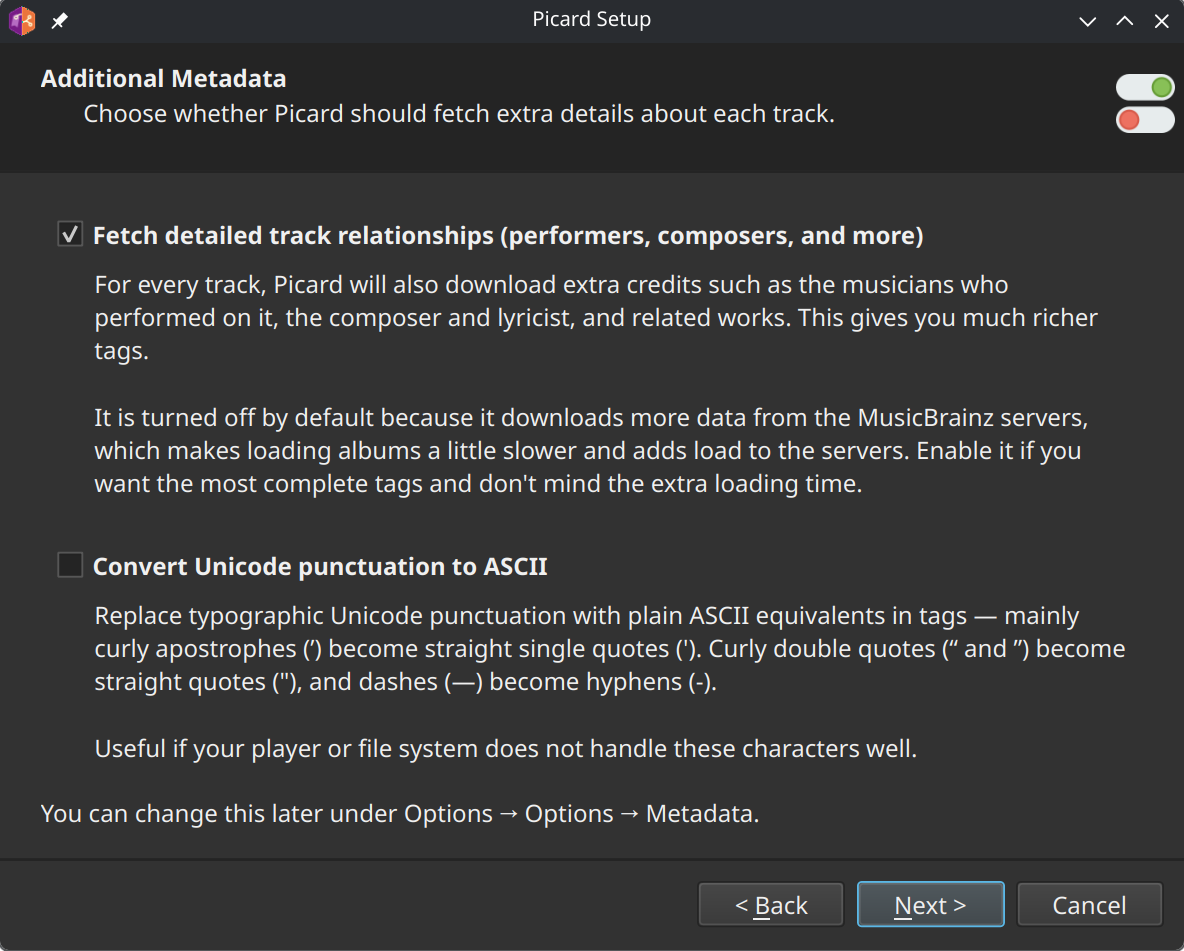 Picard Setup
Additional Metadata
Choose whether Picard should fetch extra details about each track.
Fetch detailed track relationships (performers, composers, and more)
For every track, Picard will also download extra credits such as the musicians who
performed on it, the composer and lyricist, and related works. This gives you much richer
tags.
It is turned off by default because it downloads more data from the MusicBrainz servers,
which makes loading albums a little slower and adds load to the servers. Enable it if you
want the most complete tags and don't mind the extra loading time.
Convert Unicode punctuation to ASCII
Replace typographic Unicode punctuation with plain ASCII equivalents in tags — mainly
curly apostrophes (’) become straight single quotes ('). Curly double quotes (“ and ”) become
straight quotes ("), and dashes (—) become hyphens (-).
Useful if your player or file system does not handle these characters well.
You can change this later under Options → Options → Metadata.
< Back
Next >
Cancel